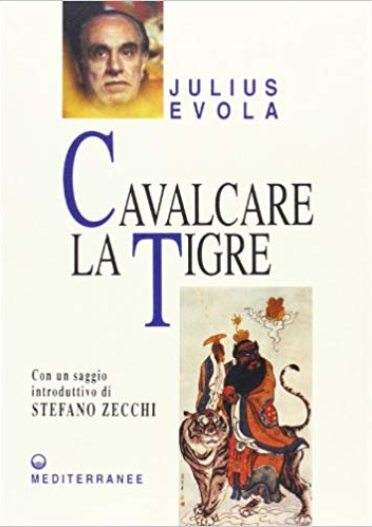 JULIUS
EVOLA
CAVALCARE
LA TIGRE
Con un saggio
introduttivo di
STEFANO ZECCHI
MEDITERRANEE